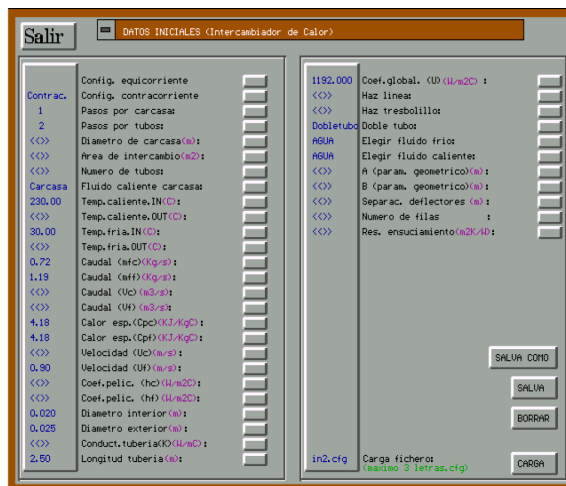 Salir
DATOS INICIALES (Intercambiador de Calor)
Config. equicorriente
Contrac. Config. contracorriente
1 Pasos por carcasa:
2 Pasos por tubos:
<<>> Diametro de carcasa(m):
<<>> Area de intercambio(m2):
<<>> Numero de tubos:
Carcasa Fluido caliente carcasa:
230.00 Temp.caliente.IN(C):
<<>> Temp.caliente.OUT(C):
30.00 Temp.fria.IN(C):
<<>> Temp.fria.OUT(C):
0.72 Caudal (mfc)(Kg/s):
1.19 Caudal (mff)(Kg/s):
<<>> Caudal (Vc)(m3/s):
<<>> Caudal (Vf)(m3/s):
4.18 Calor esp.(Cpc)(KJ/KgC):
4.18 Calor esp.(Cpf)(KJ/KgC):
<<>> Velocidad (Uc)(m/s):
0.90 Velocidad (Uf)(m/s):
<<>> Coef.pelic. (hc)(W/m2C):
<<>> Coef.pelic. (hf)(W/m2C):
0.020 Diametro interior(m):
0.025 Diametro exterior(m):
<<>> Conduct.tuberia(K)(W/mC):
2.50 Longitud tuberia(m):
1192.000 Coef.global. (U)(W/m2C) :
<<>> Haz linea:
<<>> Haz tresbolillo:
Dobletubo Doble tubo:
AGUA Elegir fluido frio:
AGUA Elegir fluido caliente:
<<>> A (param. geometrico)(m):
<<>> B (param. geometrico)(m):
<<>> Separac. deflectores (m):
<<>> Numero de filas :
<<>> Res. ensuciamiento(m2K/W):
SALVA COMO
SALVA
BORRAR
in2.cfg Carga fichero:
(maximo 3 letras.cfg)
CARGA